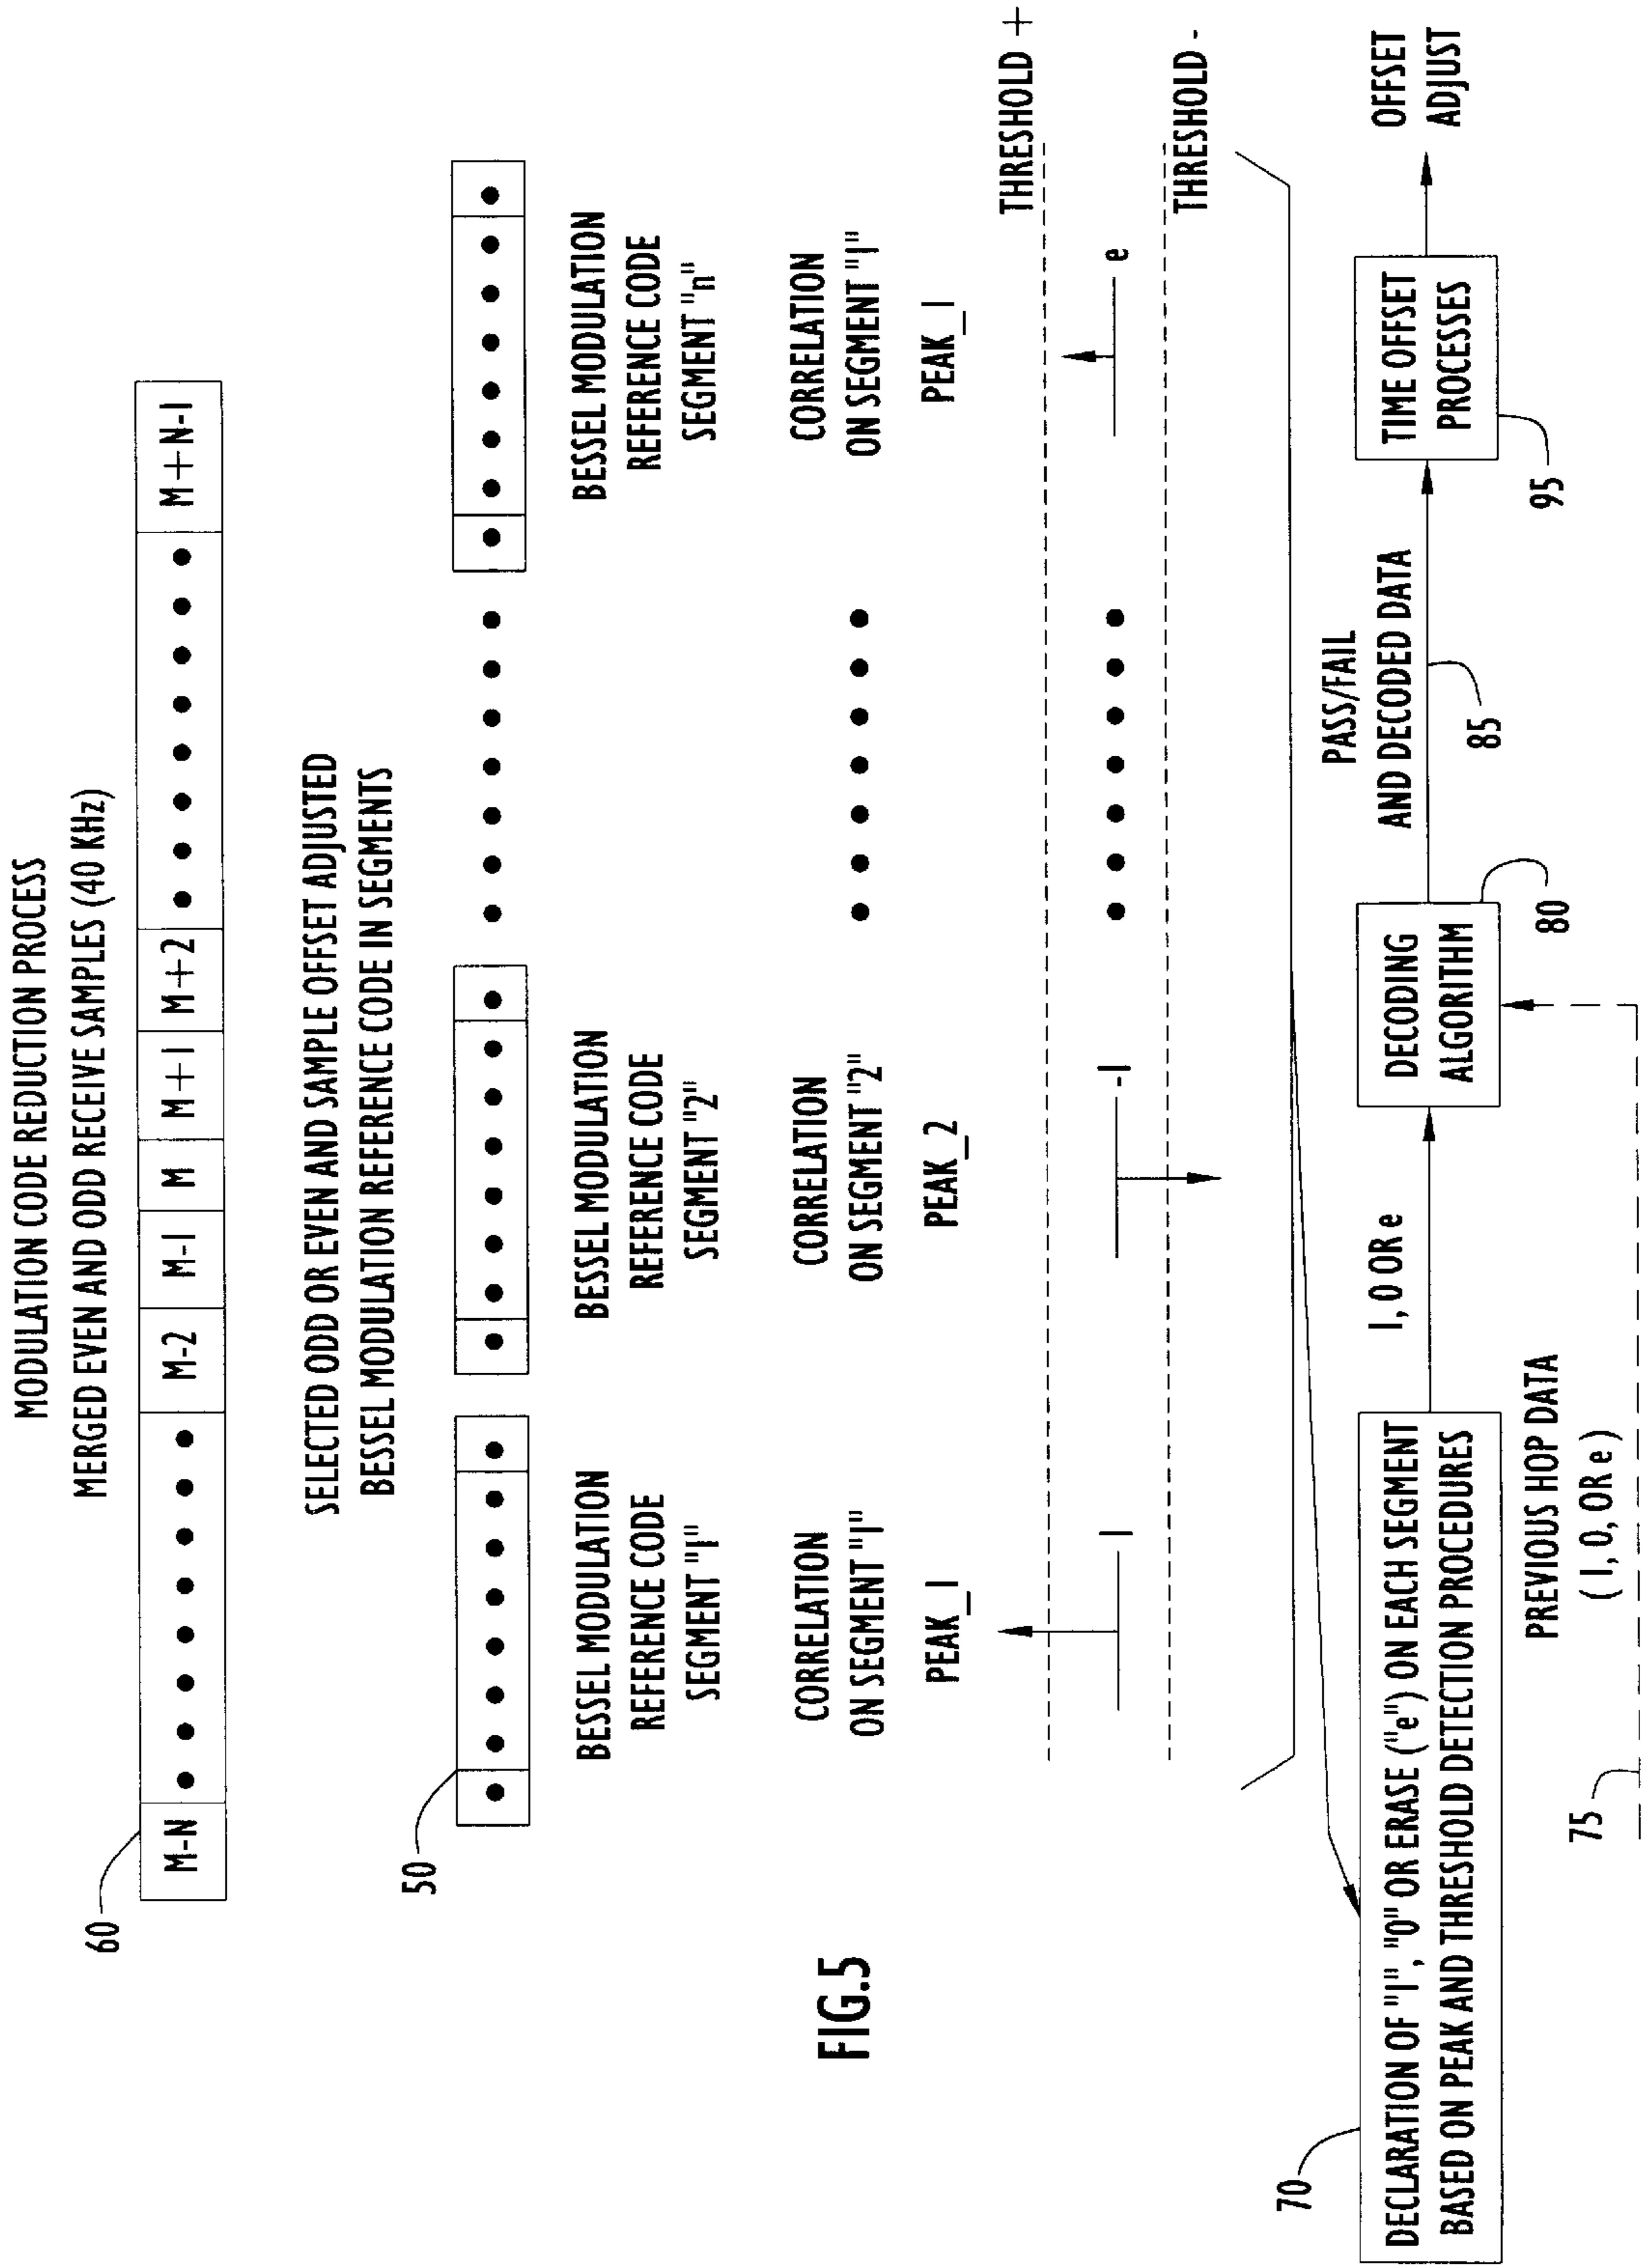 MODULATION CODE REDUCTION PROCESS
MERGED EVEN AND ODD RECEIVE SAMPLES (40 KHz)
60
M-N
M-2
M-1
M
M+1
M+2
M+N-1
SELECTED ODD OR EVEN AND SAMPLE OFFSET ADJUSTED
BESSEL MODULATION REFERENCE CODE IN SEGMENTS
50
BESSEL MODULATION
REFERENCE CODE
SEGMENT "1"
BESSEL MODULATION
REFERENCE CODE
SEGMENT "2"
BESSEL MODULATION
REFERENCE CODE
SEGMENT "n"
CORRELATION
ON SEGMENT "1"
CORRELATION
ON SEGMENT "2"
CORRELATION
ON SEGMENT "1"
PEAK_1
PEAK_2
PEAK_1
THRESHOLD +
1
-1
e
THRESHOLD -
FIG.5
70
DECLARATION OF "1", "0" OR ERASE ("e") ON EACH SEGMENT
BASED ON PEAK AND THRESHOLD DETECTION PROCEDURES
1, 0 OR e
DECODING
ALGORITHM
80
PASS/FAIL
AND DECODED DATA
85
TIME OFFSET
PROCESSES
95
OFFSET
ADJUST
PREVIOUS HOP DATA
( 1, 0, OR e )
75